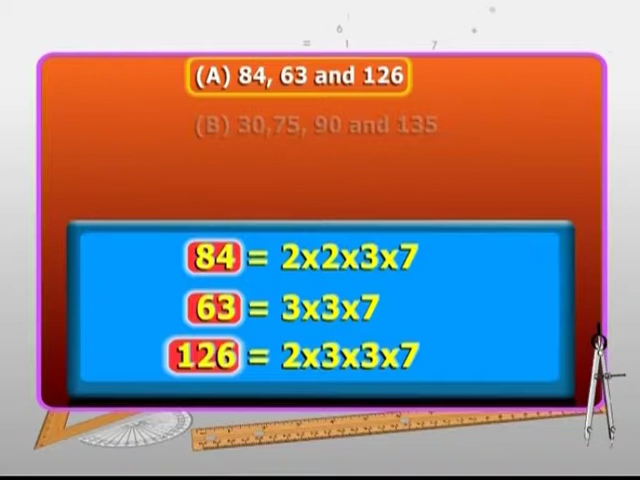 (A) 84, 63 and 126
(B) 30,75, 90 and 135
84 = 2x2x3x7
63 = 3x3x7
126 = 2x3x3x7